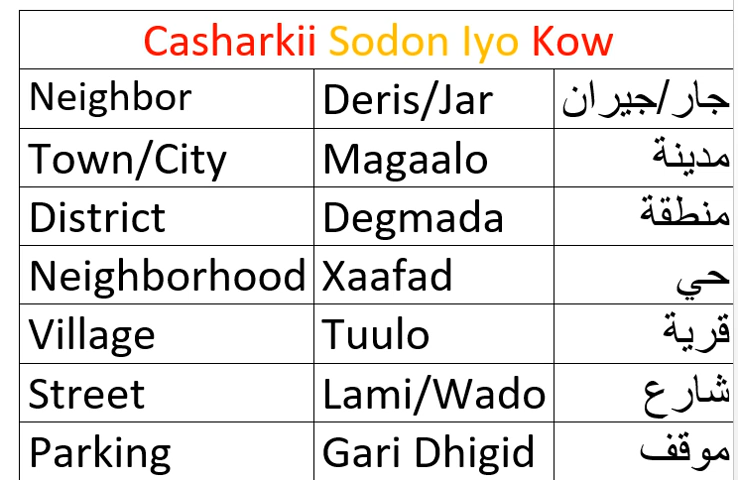 Casharkii Sodon Iyo Kow
Neighbor Deris/Jar جار/جيران
Town/City Magaalo مدينة
District Degmada منطقة
Neighborhood Xaafad حي
Village Tuulo قرية
Street Lami/Wado شارع
Parking Gari Dhigid موقف